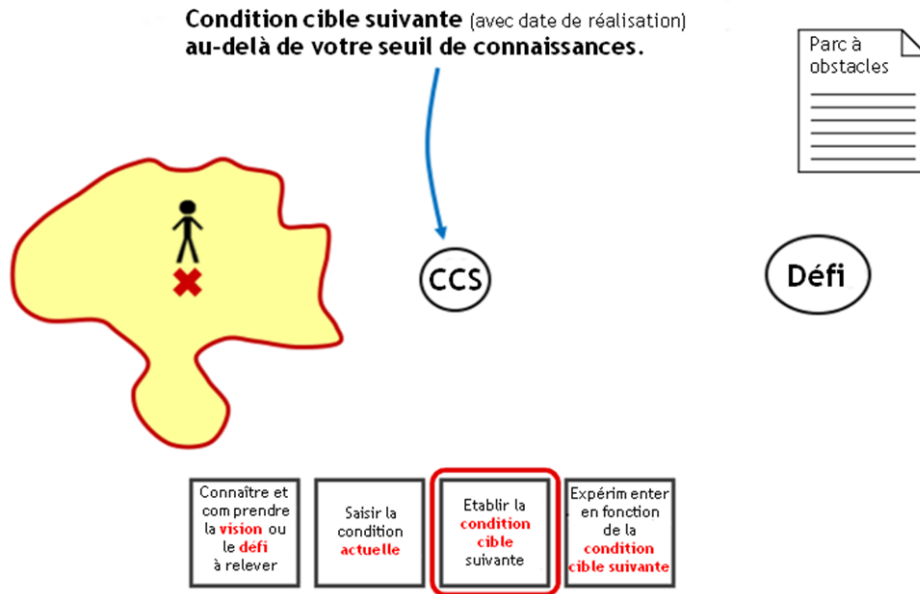 Condition cible suivante (avec date de réalisation)
au-delà de votre seuil de connaissances.
Parc à
obstacles
CCS
Défi
Connaître et
com prendre
la vision ou
le défi
à relever
Saisir la
condition
actuelle
Etablir la
condition
cible
suivante
Expérim enter
en fonction
de la
condition
cible suivante